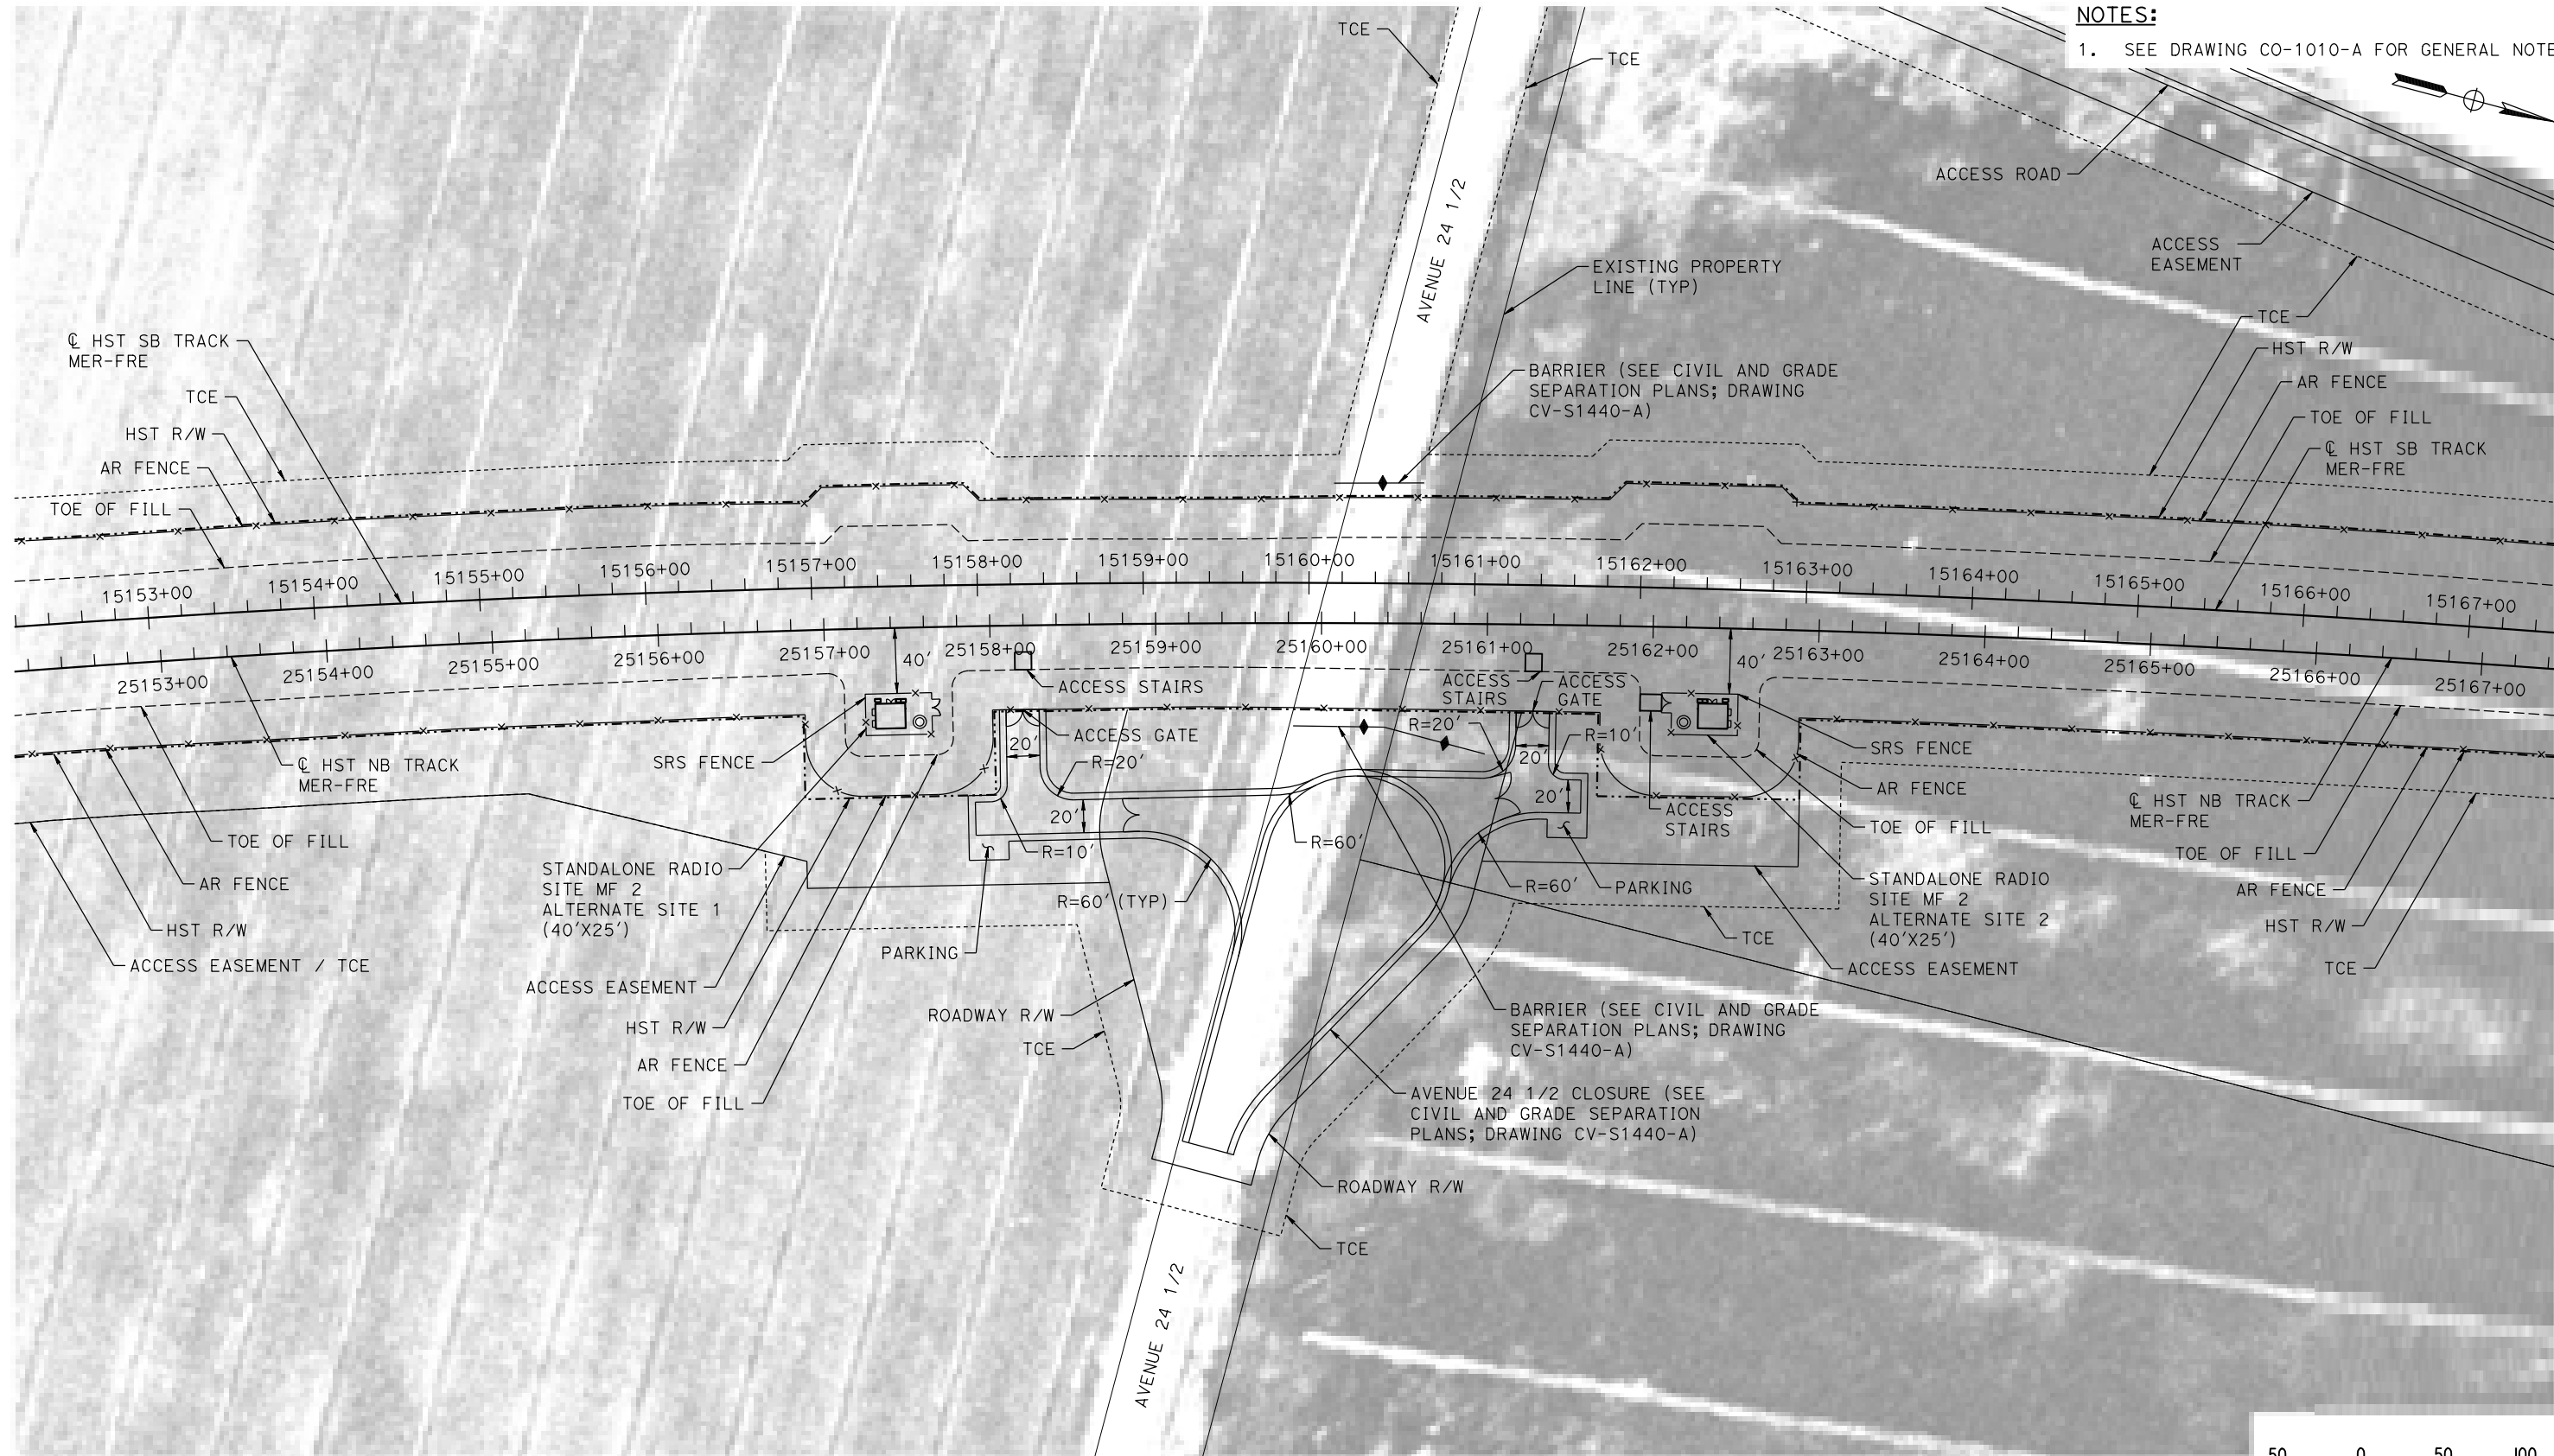 NOTES:
1. SEE DRAWING CO-1010-A FOR GENERAL NOTE
TCE
TCE
AVENUE 24 1/2
ACCESS ROAD
ACCESS
EASEMENT
EXISTING PROPERTY
LINE (TYP)
TCE
HST R/W
AR FENCE
TOE OF FILL
℄ HST SB TRACK
MER-FRE
℄ HST SB TRACK
MER-FRE
TCE
HST R/W
AR FENCE
TOE OF FILL
BARRIER (SEE CIVIL AND GRADE
SEPARATION PLANS; DRAWING
CV-S1440-A)
15153+00
15154+00
15155+00
15156+00
15157+00
15158+00
15159+00
15160+00
15161+00
15162+00
15163+00
15164+00
15165+00
15166+00
15167+00
25153+00
25154+00
25155+00
25156+00
25157+00
25158+00
25159+00
25160+00
25161+00
25162+00
25163+00
25164+00
25165+00
25166+00
25167+00
40'
40'
ACCESS STAIRS
ACCESS
STAIRS
ACCESS
GATE
ACCESS GATE
R=20'
R=10'
20'
20'
R=20'
20'
20'
R=10'
R=60'
R=60'
R=60' (TYP)
℄ HST NB TRACK
MER-FRE
TOE OF FILL
AR FENCE
HST R/W
ACCESS EASEMENT / TCE
SRS FENCE
STANDALONE RADIO
SITE MF 2
ALTERNATE SITE 1
(40'X25')
ACCESS EASEMENT
HST R/W
AR FENCE
TOE OF FILL
PARKING
ROADWAY R/W
TCE
PARKING
ACCESS
STAIRS
SRS FENCE
AR FENCE
TOE OF FILL
STANDALONE RADIO
SITE MF 2
ALTERNATE SITE 2
(40'X25')
ACCESS EASEMENT
TCE
℄ HST NB TRACK
MER-FRE
TOE OF FILL
AR FENCE
HST R/W
TCE
BARRIER (SEE CIVIL AND GRADE
SEPARATION PLANS; DRAWING
CV-S1440-A)
AVENUE 24 1/2 CLOSURE (SEE
CIVIL AND GRADE SEPARATION
PLANS; DRAWING CV-S1440-A)
ROADWAY R/W
TCE
AVENUE 24 1/2
50 0 50 100